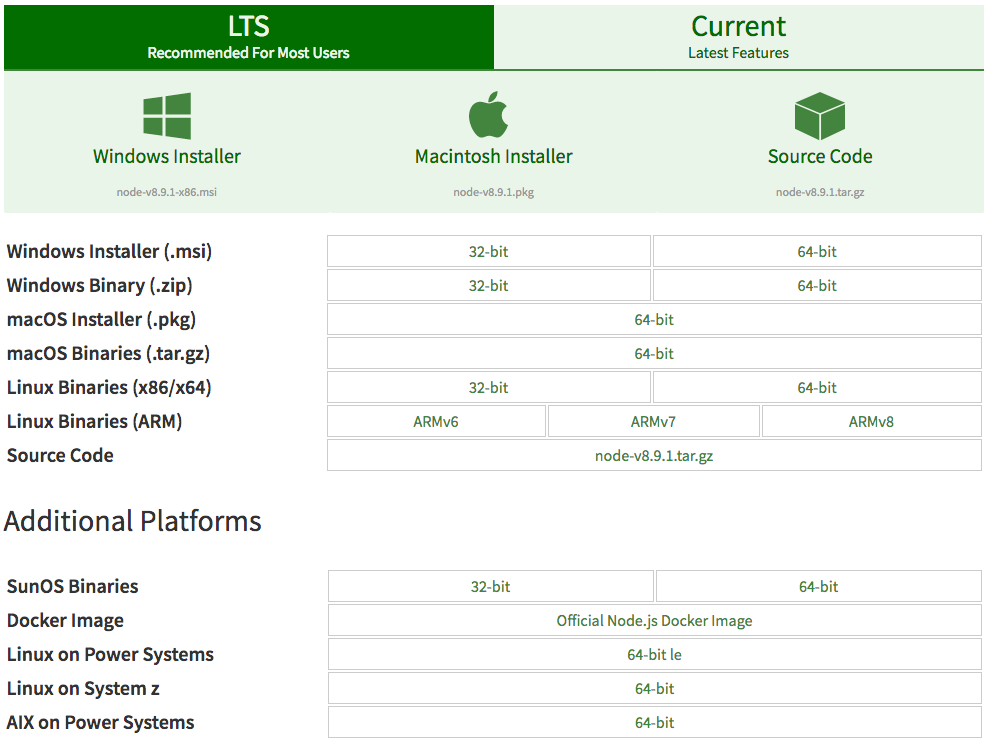 LTS
Recommended For Most Users
Current
Latest Features
Windows Installer
node-v8.9.1-x86.msi
Macintosh Installer
node-v8.9.1.pkg
Source Code
node-v8.9.1.tar.gz
Windows Installer (.msi) 32-bit 64-bit
Windows Binary (.zip) 32-bit 64-bit
macOS Installer (.pkg) 64-bit
macOS Binaries (.tar.gz) 64-bit
Linux Binaries (x86/x64) 32-bit 64-bit
Linux Binaries (ARM) ARMv6 ARMv7 ARMv8
Source Code node-v8.9.1.tar.gz
Additional Platforms
SunOS Binaries 32-bit 64-bit
Docker Image Official Node.js Docker Image
Linux on Power Systems 64-bit le
Linux on System z 64-bit
AIX on Power Systems 64-bit